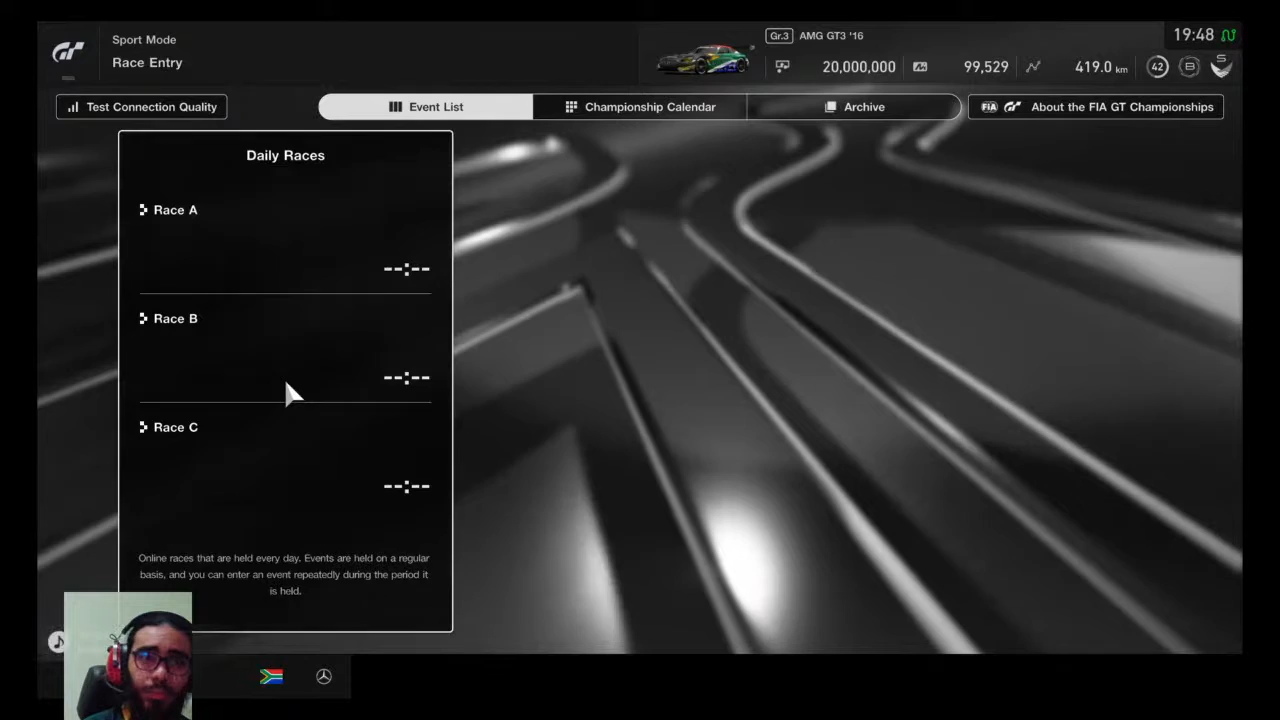 Sport Mode
Race Entry
Gr.3 AMG GT3 '16
19:48
20,000,000
99,529
419.0 km
42
B
S
Test Connection Quality
Event List
Championship Calendar
Archive
FIA GT About the FIA GT Championships
Daily Races
Race A
--:--
Race B
--:--
Race C
--:--
Online races that are held every day. Events are held on a regular
basis, and you can enter an event repeatedly during the period it
is held.